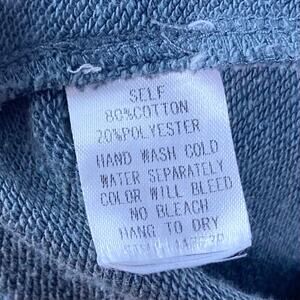 SELF
80%COTTON
20%POLYESTER
HAND WASH COLD
WATER SEPARATELY
COLOR WILL BLEED
NO BLEACH
HANG TO DRY